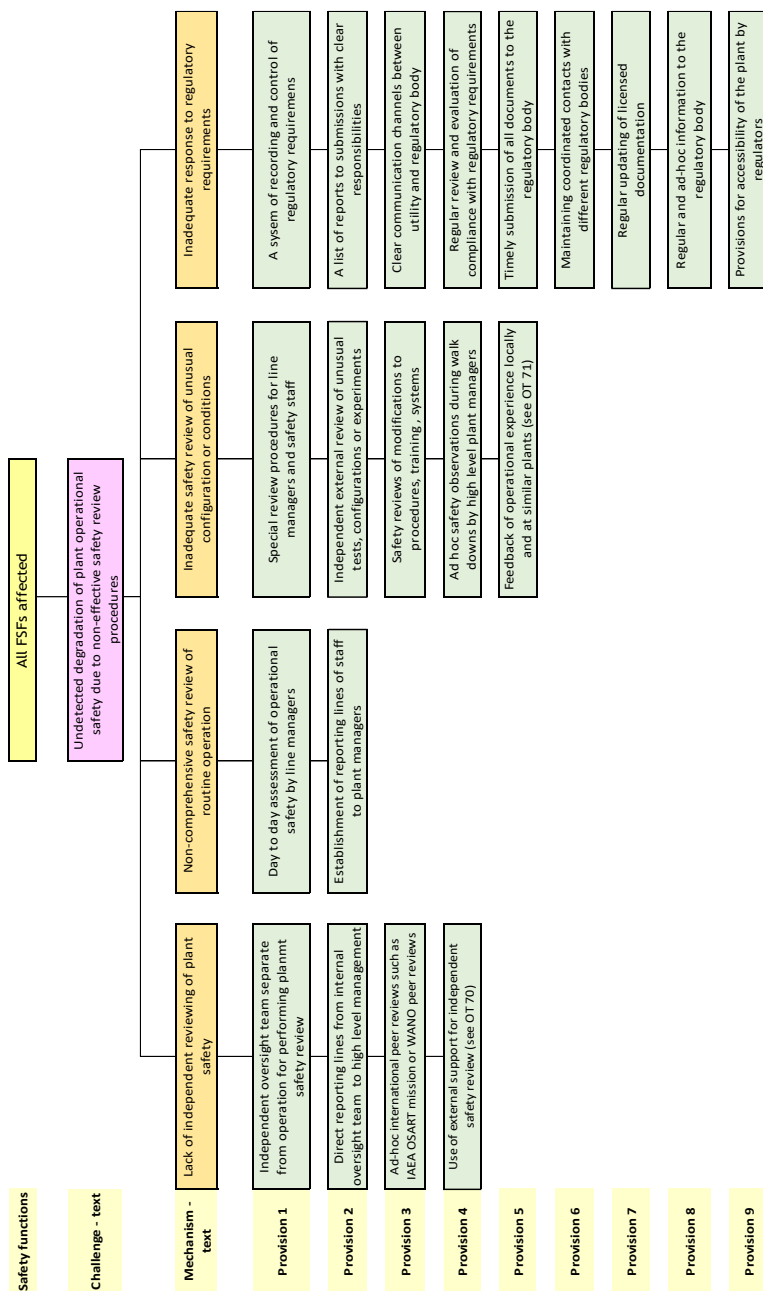 Safety functions
All FSFs affected
Challenge - text
Undetected degradation of plant operational
safety due to non-effective safety review
procedures
Mechanism -
text
Lack of independent reviewing of plant
safety
Non-comprehensive safety review of
routine operation
Inadequate safety review of unusual
configuration or conditions
Inadequate response to regulatory
requirements
Provision 1
Independent oversight team separate
from operation for performing planmt
safety review
Day to day assessment of operational
safety by line managers
Special review procedures for line
managers and safety staff
A sysem of recording and control of
regulatory requiremens
Provision 2
Direct reporting lines from internal
oversight team to high level management
Establishment of reporting lines of staff
to plant managers
Independent external review of unusual
tests, configurations or experiments
A list of reports to submissions with clear
responsibilities
Provision 3
Ad-hoc international peer reviews such as
IAEA OSART mission or WANO peer reviews
Safety reviews of modifications to
procedures, training , systems
Clear communication channels between
utility and regulatory body
Provision 4
Use of external support for independent
safety review (see OT 70)
Ad hoc safety observations during walk
downs by high level plant managers
Regular review and evaluation of
compliance with regulatory requirements
Provision 5
Feedback of operational experience locally
and at similar plants (see OT 71)
Timely submission of all documents to the
regulatory body
Provision 6
Maintaining coordinated contacts with
different regulatory bodies
Provision 7
Regular updating of licensed
documentation
Provision 8
Regular and ad-hoc information to the
regulatory body
Provision 9
Provisions for accessibility of the plant by
regulators